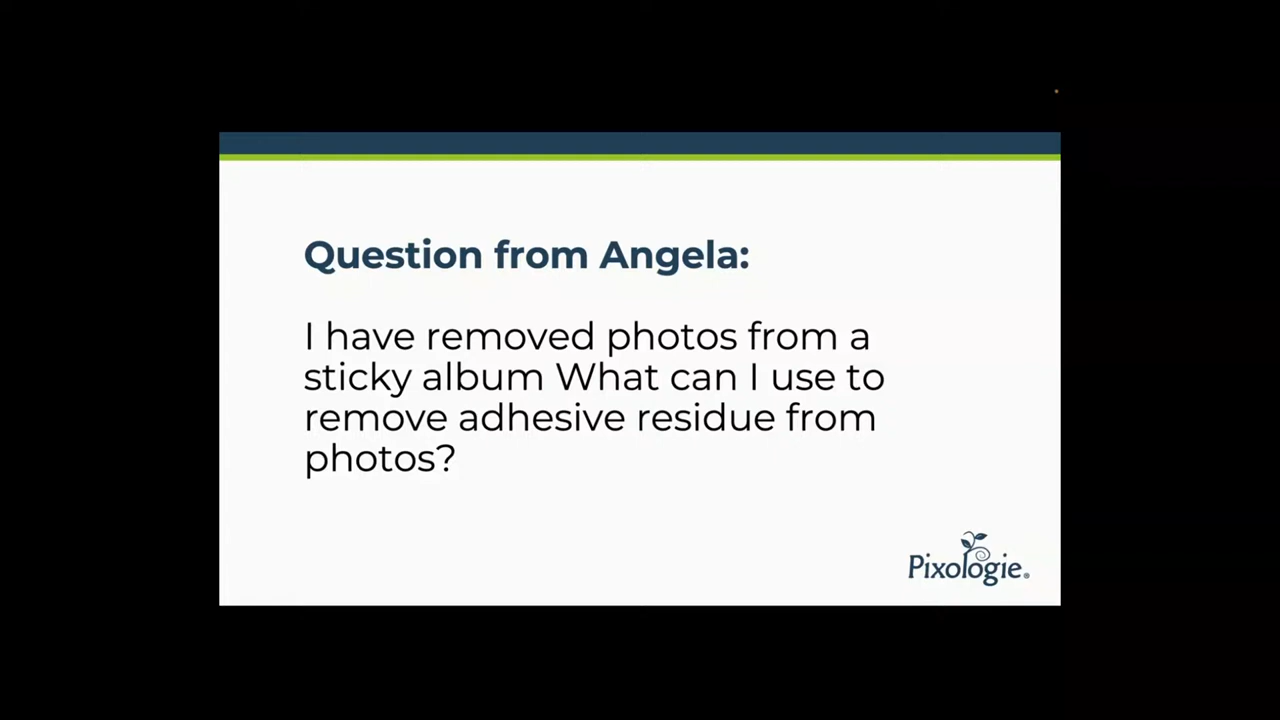 Question from Angela:
I have removed photos from a
sticky album What can I use to
remove adhesive residue from
photos?
Pixologie®